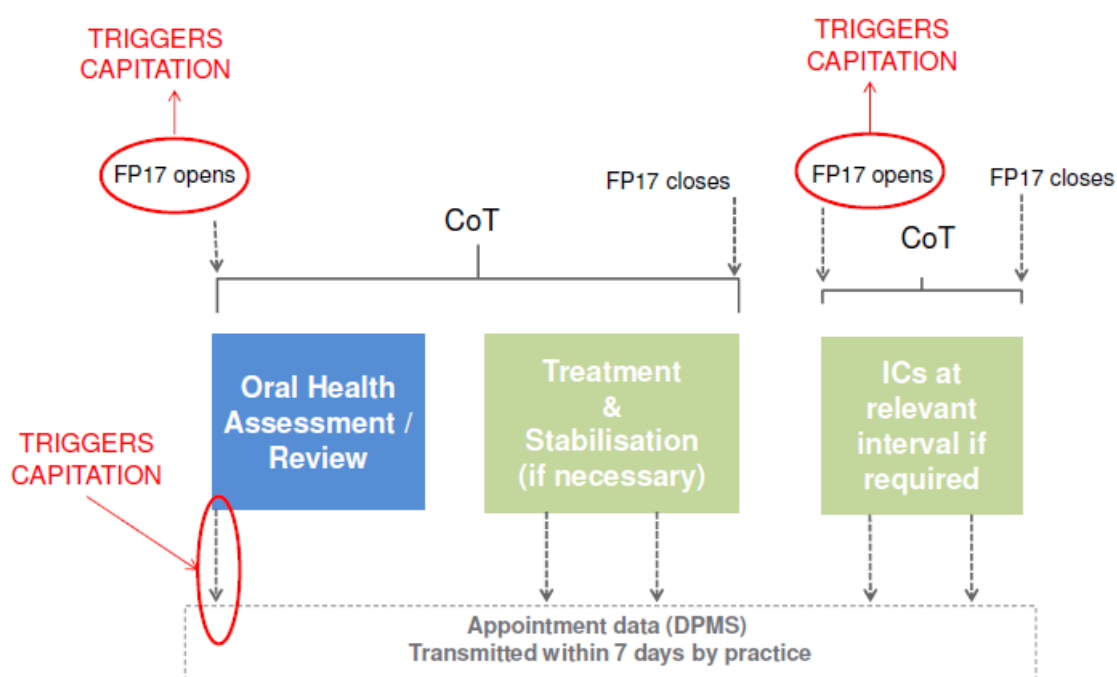 TRIGGERS
CAPITATION
TRIGGERS
CAPITATION
FP17 opens
FP17 closes
FP17 opens
FP17 closes
CoT
CoT
Oral Health
Assessment /
Review
Treatment
&
Stabilisation
(if necessary)
ICs at
relevant
interval if
required
TRIGGERS
CAPITATION
Appointment data (DPMS)
Transmitted within 7 days by practice